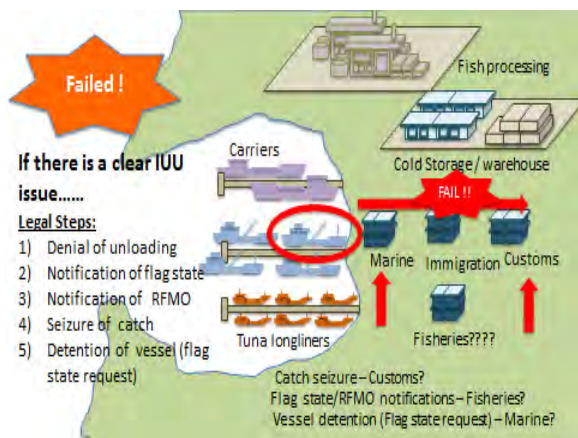 Failed !
Fish processing
Cold Storage / warehouse
Carriers
If there is a clear IUU
issue……
Legal Steps:
1) Denial of unloading
2) Notification of flag state
3) Notification of RFMO
4) Seizure of catch
5) Detention of vessel (flag
state request)
FAIL !!
Marine
Immigration
Customs
Tuna longliners
Fisheries????
Catch seizure – Customs?
Flag state/RFMO notifications – Fisheries?
Vessel detention (Flag state request) – Marine?